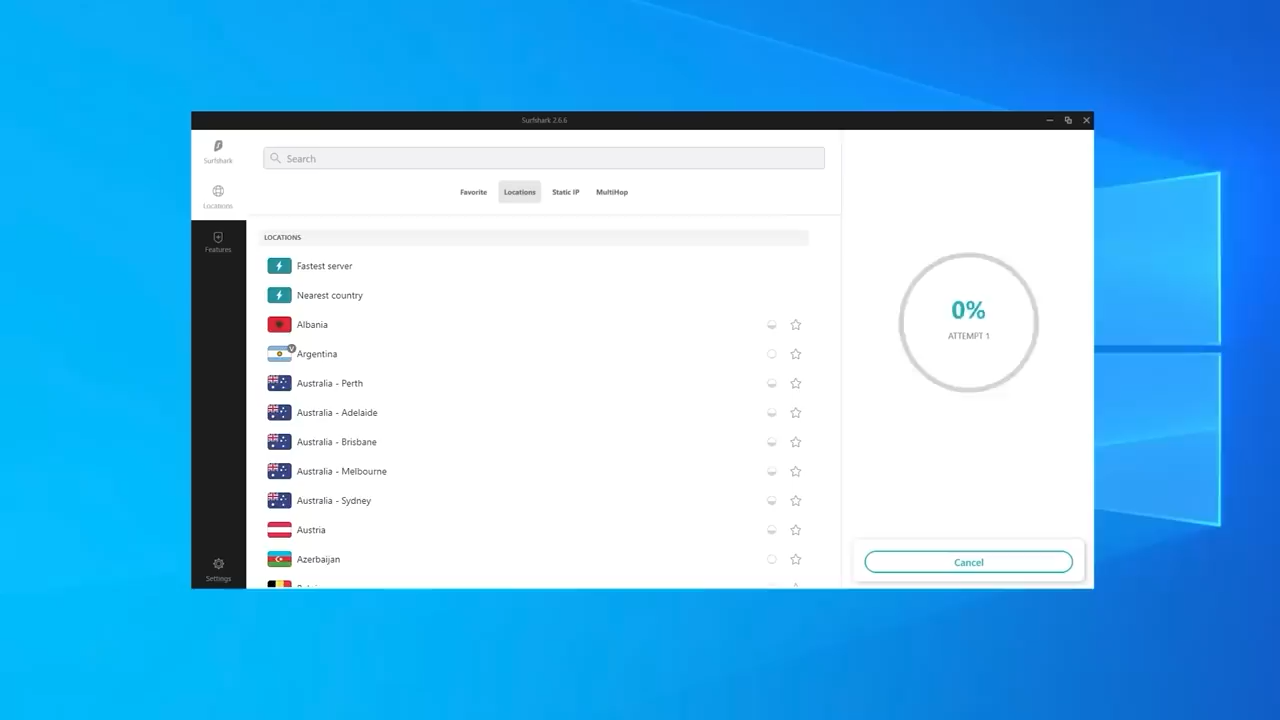 Surfshark 2.6.6
Surfshark
Locations
Features
Settings
Search
Favorite
Locations
Static IP
MultiHop
LOCATIONS
Fastest server
Nearest country
Albania
V
Argentina
Australia - Perth
Australia - Adelaide
Australia - Brisbane
Australia - Melbourne
Australia - Sydney
Austria
Azerbaijan
0%
ATTEMPT 1
Cancel